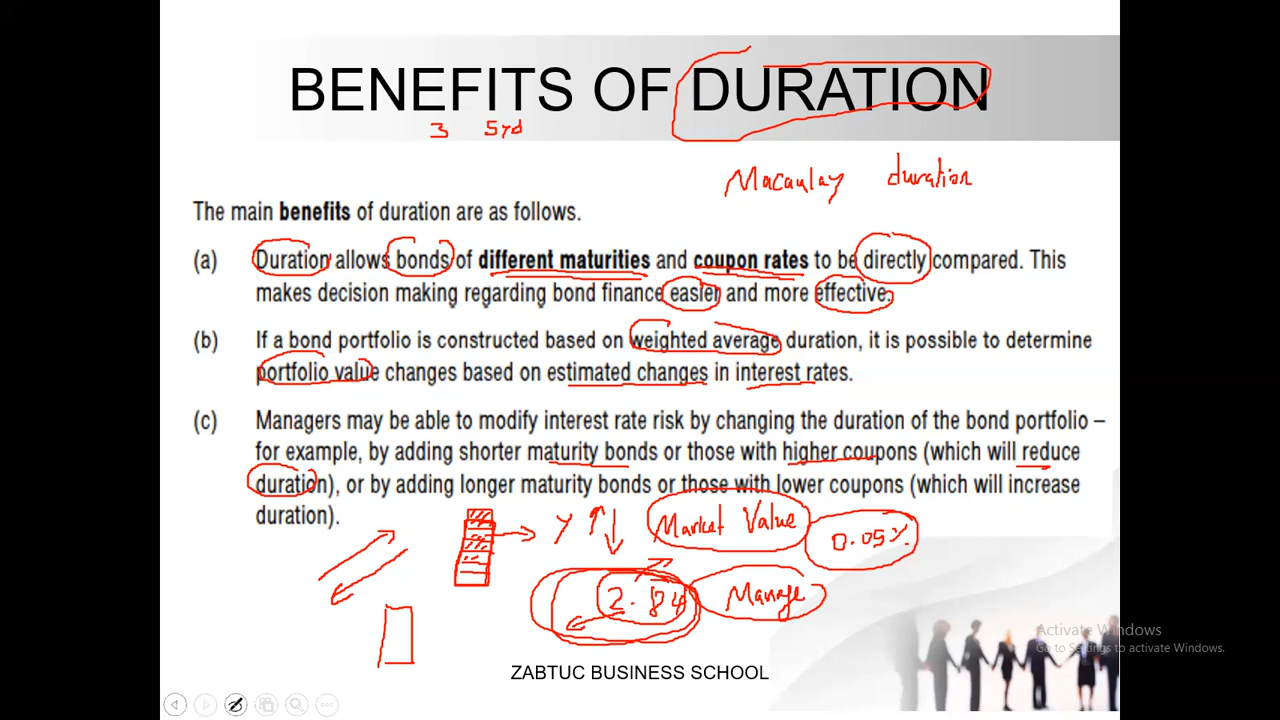 BENEFITS OF DURATION
3 5yd
Macaulay duration
The main benefits of duration are as follows.
(a) Duration allows bonds of different maturities and coupon rates to be directly compared. This
makes decision making regarding bond finance easier and more effective.
(b) If a bond portfolio is constructed based on weighted average duration, it is possible to determine
portfolio value changes based on estimated changes in interest rates.
(c) Managers may be able to modify interest rate risk by changing the duration of the bond portfolio –
for example, by adding shorter maturity bonds or those with higher coupons (which will reduce
duration), or by adding longer maturity bonds or those with lower coupons (which will increase
duration).
Y Market Value 0.05%
2.84 Manage
Activate Windows
Go to Settings to activate Windows.
ZABTUC BUSINESS SCHOOL